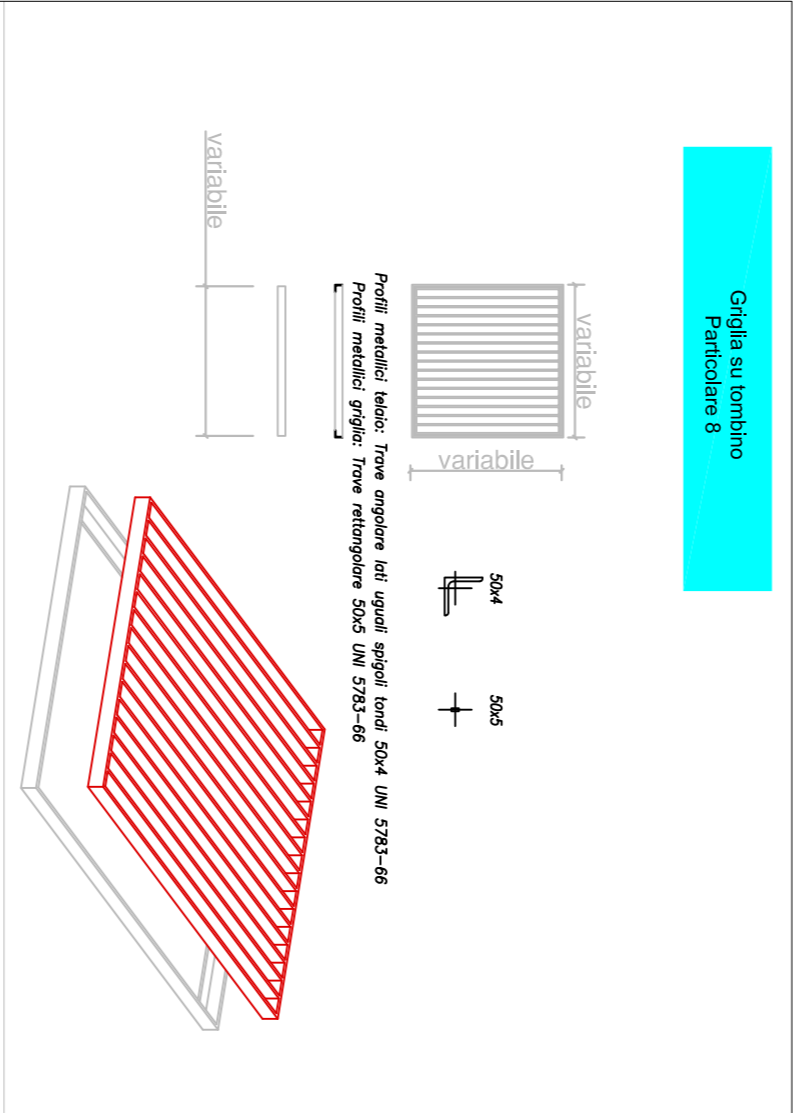 Griglia su tombino
Particolare 8
variabile
variabile
variabile
50x4
50x5
Profili metallici telaio: Trave angolare lati uguali spigoli tondi 50x4 UNI 5783-66
Profili metallici griglia: Trave rettangolare 50x5 UNI 5783-66